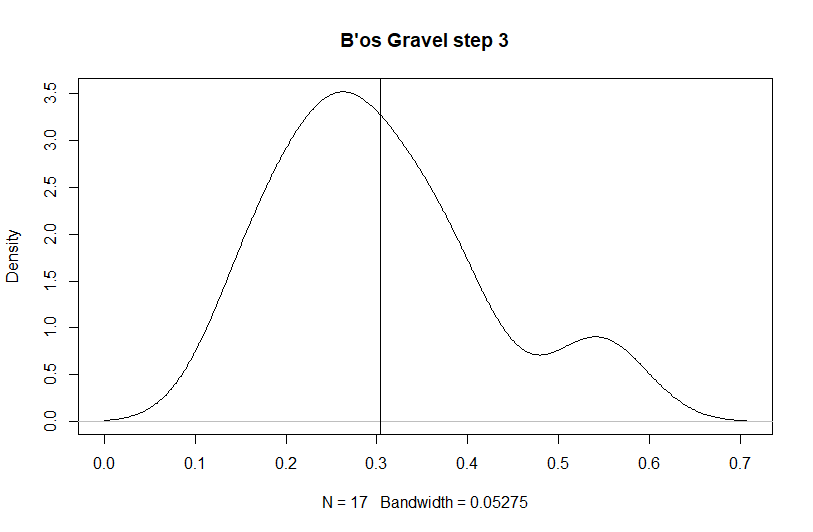 B'os Gravel step 3
Density
0.0 0.5 1.0 1.5 2.0 2.5 3.0 3.5
0.0 0.1 0.2 0.3 0.4 0.5 0.6 0.7
N = 17 Bandwidth = 0.05275